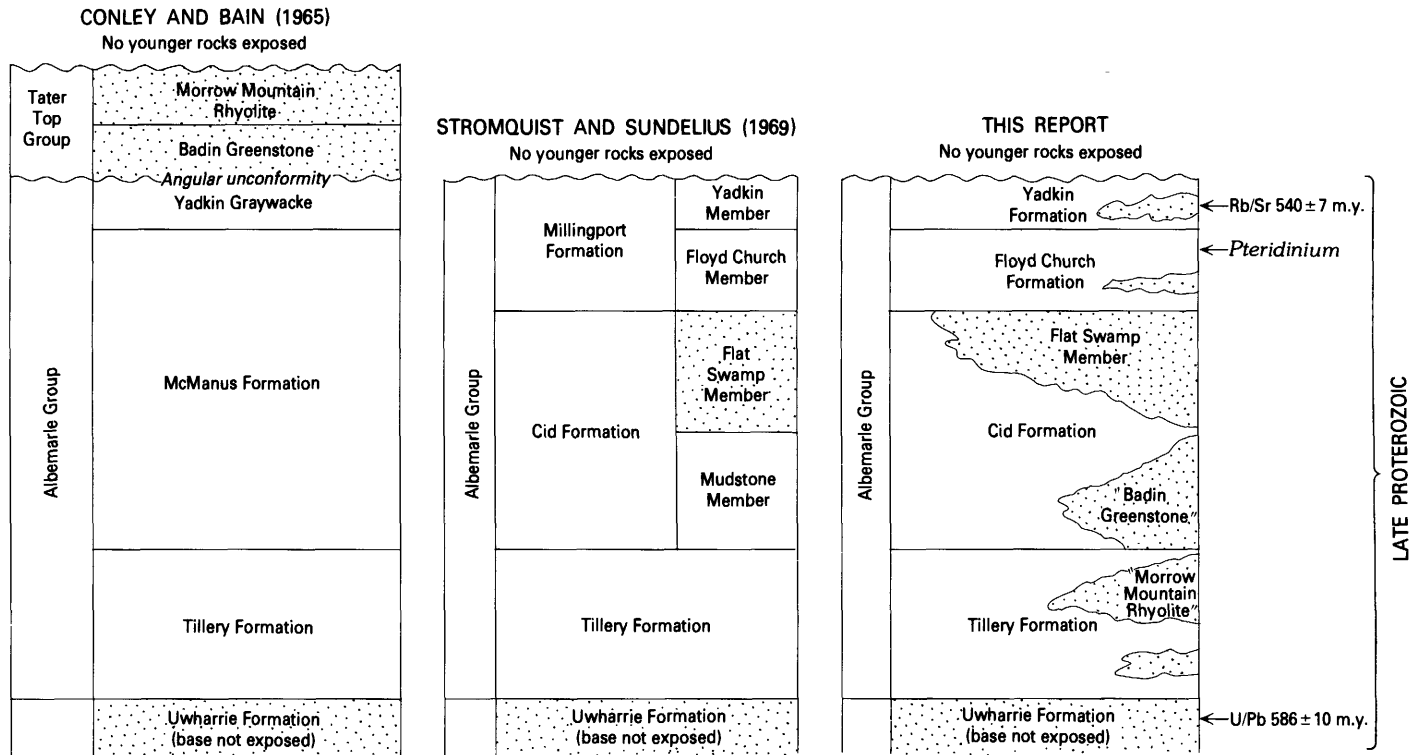 CONLEY AND BAIN (1965)
No younger rocks exposed
Tater
Top
Group
Morrow Mountain
Rhyolite
Badin Greenstone
Angular unconformity
Yadkin Graywacke
Albemarle Group
McManus Formation
Tillery Formation
Uwharrie Formation
(base not exposed)
STROMQUIST AND SUNDELIUS (1969)
No younger rocks exposed
Albemarle Group
Millingport
Formation
Yadkin
Member
Floyd Church
Member
Cid Formation
Flat
Swamp
Member
Mudstone
Member
Tillery Formation
Uwharrie Formation
(base not exposed)
THIS REPORT
No younger rocks exposed
Albemarle Group
Yadkin
Formation
Floyd Church
Formation
Flat Swamp
Member
Cid Formation
"Badin
Greenstone"
"Morrow
Mountain
Rhyolite"
Tillery Formation
Uwharrie Formation
(base not exposed)
Rb/Sr 540 ± 7 m.y.
Pteridinium
U/Pb 586 ± 10 m.y.
LATE PROTEROZOIC